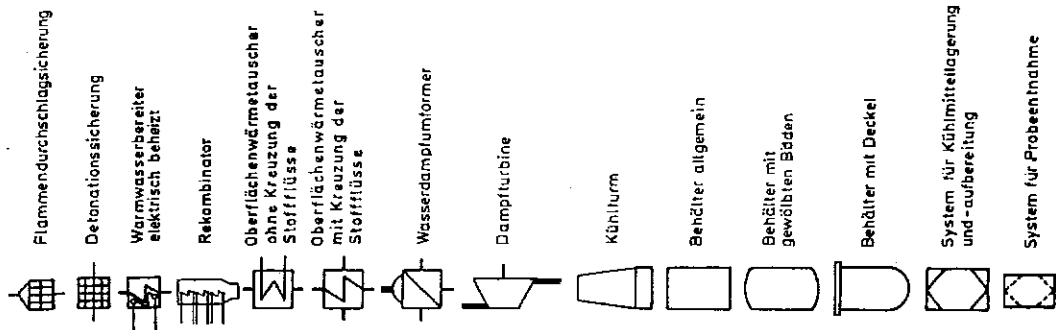 Flammendurchschlagsicherung
Detonationssicherung
Warmwasserbereiter
elektrisch beheizt
Rekombinator
Oberflächenwärmetauscher
ohne Kreuzung der
Stoffflüsse
Oberflächenwärmetauscher
mit Kreuzung der
Stoffflüsse
Wasserdampfumformer
Dampfturbine
Kühlturm
Behälter allgemein
Behälter mit
gewölbten Böden
Behälter mit Deckel
System für Kühlmittellagerung
und -aufbereitung
System für Probeentnahme